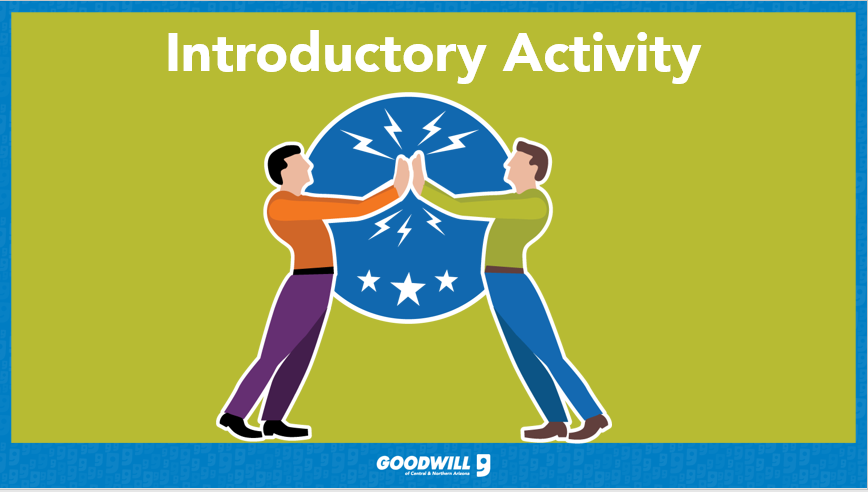 Introductory Activity
GOODWILL
of Central & Northern Arizona